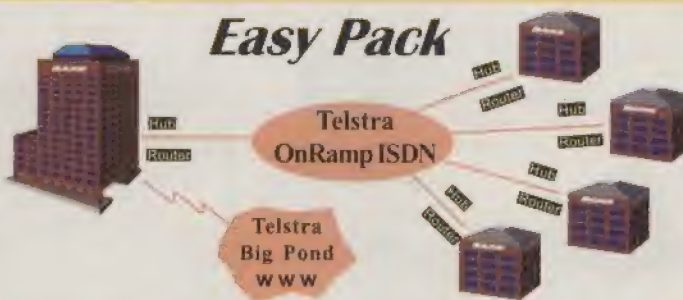 Easy Pack
Hub
Router
Telstra
OnRamp ISDN
Hub
Router
Hub
Router
Hub
Router
Hub
Router
Telstra
Big Pond
WWW